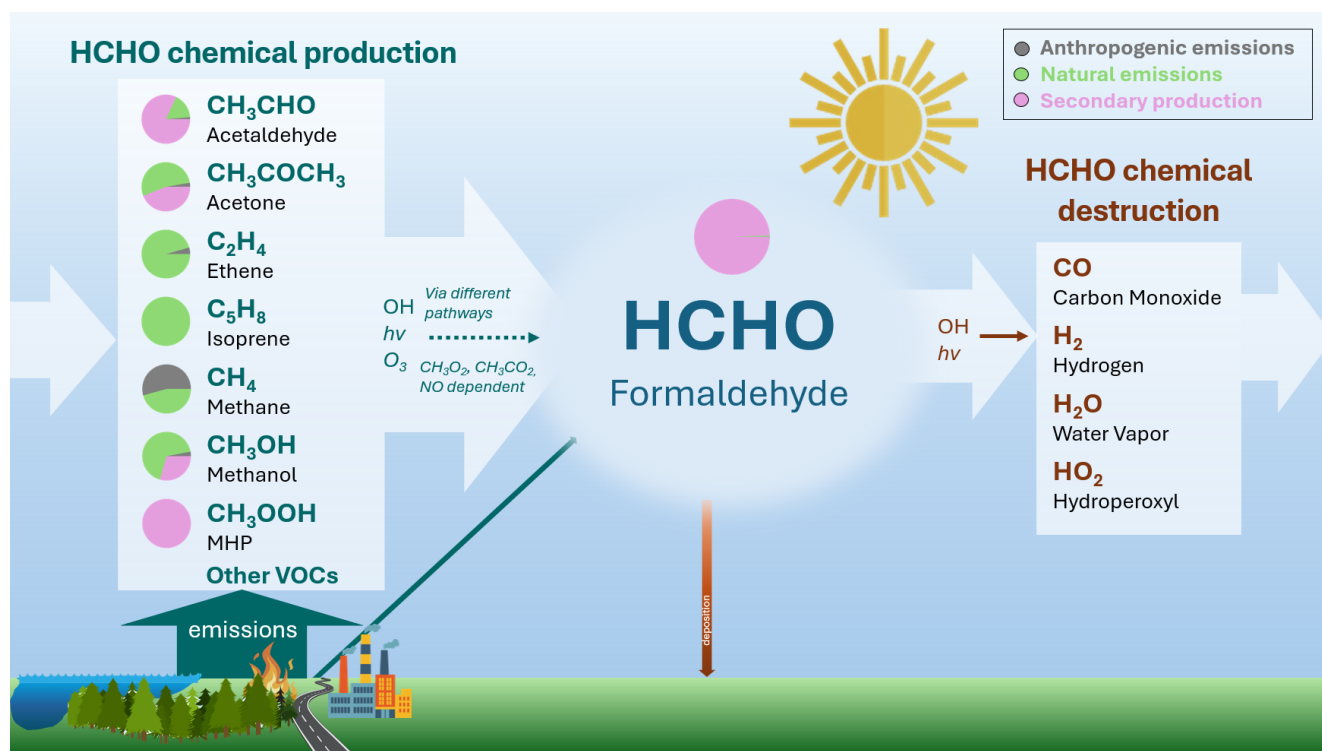 HCHO chemical production
CH₃CHO
Acetaldehyde
CH₃COCH₃
Acetone
C₂H₄
Ethene
C₅H₈
Isoprene
CH₄
Methane
CH₃OH
Methanol
CH₃OOH
MHP
Other VOCs
emissions
OH
hv
O₃
Via different
pathways
CH₃O₂, CH₃CO₂,
NO dependent
HCHO
Formaldehyde
deposition
Anthropogenic emissions
Natural emissions
Secondary production
OH
hv
HCHO chemical
destruction
CO
Carbon Monoxide
H₂
Hydrogen
H₂O
Water Vapor
HO₂
Hydroperoxyl